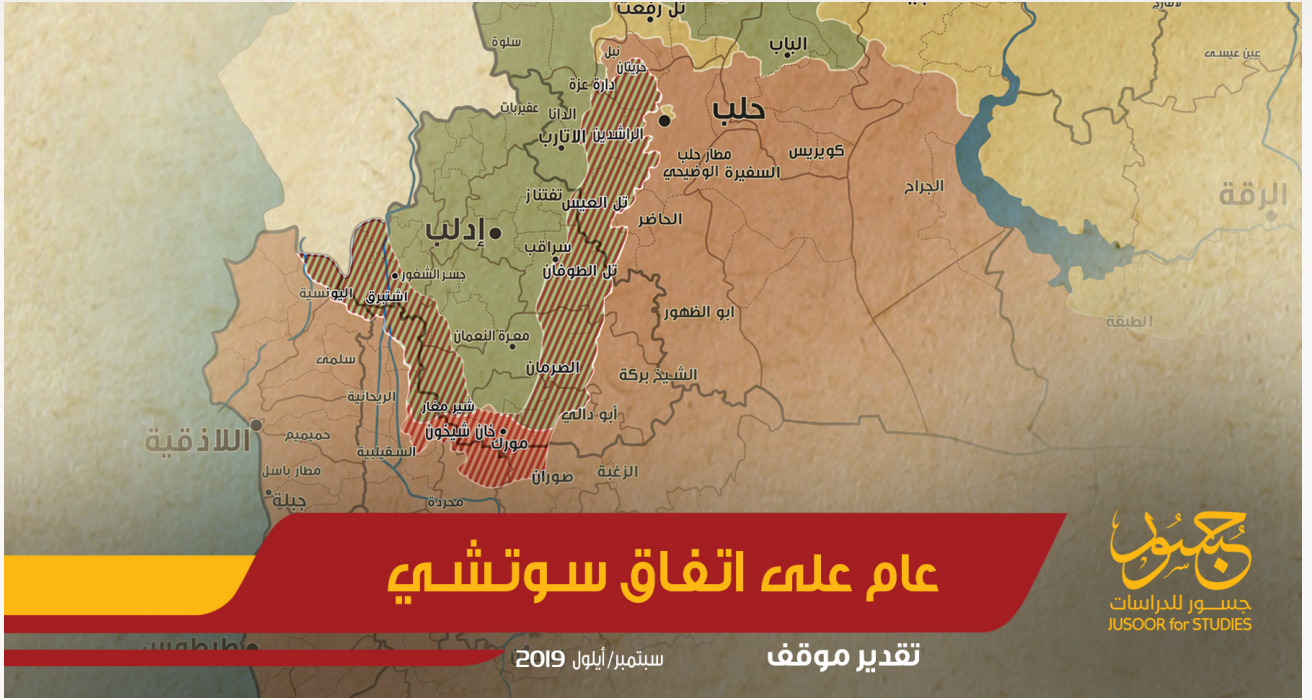 تل رفعت
لأفارج
سلوة
نبل
الباب
عين عيسى
حريتان
دارة عزة
عقيربات
الدانا
حلب
الاتارب
الراشدين
مطار حلب
كويريس
السفيرة
الوضيحي
الجراح
الرقة
تفتناز
تل العيس
الحاضر
إدلب
سراقب
تل الطوقان
جسر الشغور
اليونسية
اشتبرق
ابو الظهور
الطبقة
معرة النعمان
سلمى
الصرمان
الشيخ بركة
الريحانية
شير مغار
أبو دالي
خان شيخون
مورك
اللاذقية
حميميم
السقيلبية
مطار باسل
صوران
الزغبة
جبلة
محردة
عام على اتفاق سوتشي
جسور
جسور للدراسات
JUSOOR for STUDIES
طرطوس
تقدير موقف
سبتمبر/أيلول 2019